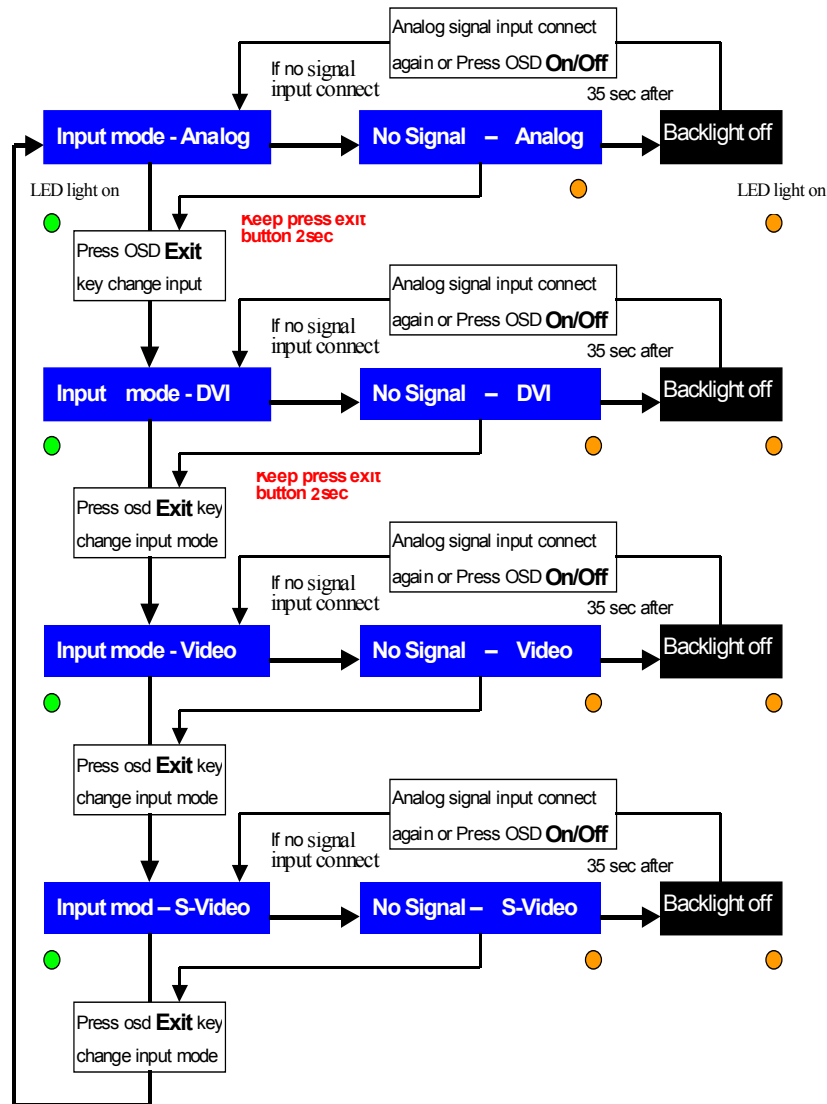 Analog signal input connect
again or Press OSD On/Off
If no signal
input connect
35 sec after
Input mode - Analog
No Signal – Analog
Backlight off
LED light on
LED light on
Keep press exit
button 2sec
Press OSD Exit
key change input
Analog signal input connect
again or Press OSD On/Off
If no signal
input connect
35 sec after
Input mode - DVI
No Signal – DVI
Backlight off
Keep press exit
button 2sec
Press osd Exit key
change input mode
Analog signal input connect
again or Press OSD On/Off
If no signal
input connect
35 sec after
Input mode - Video
No Signal – Video
Backlight off
Press osd Exit key
change input mode
Analog signal input connect
again or Press OSD On/Off
If no signal
input connect
35 sec after
Input mod – S-Video
No Signal – S-Video
Backlight off
Press osd Exit key
change input mode